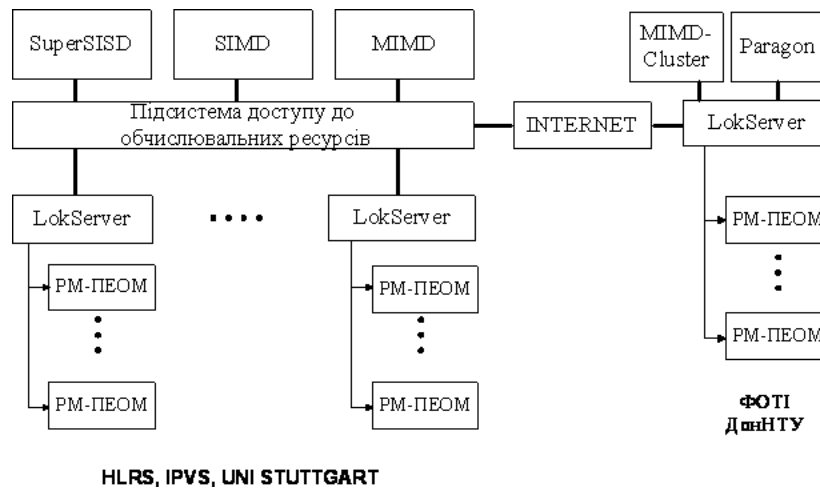 SuperSISD
SIMD
MIMD
MIMD-
Cluster
Paragon
Підсистема доступу до
обчислювальних ресурсів
INTERNET
LokServer
LokServer
LokServer
РМ-ПЕОМ
РМ-ПЕОМ
РМ-ПЕОМ
РМ-ПЕОМ
РМ-ПЕОМ
РМ-ПЕОМ
ФОТІ
ДонНТУ
HLRS, IPVS, UNI STUTTGART